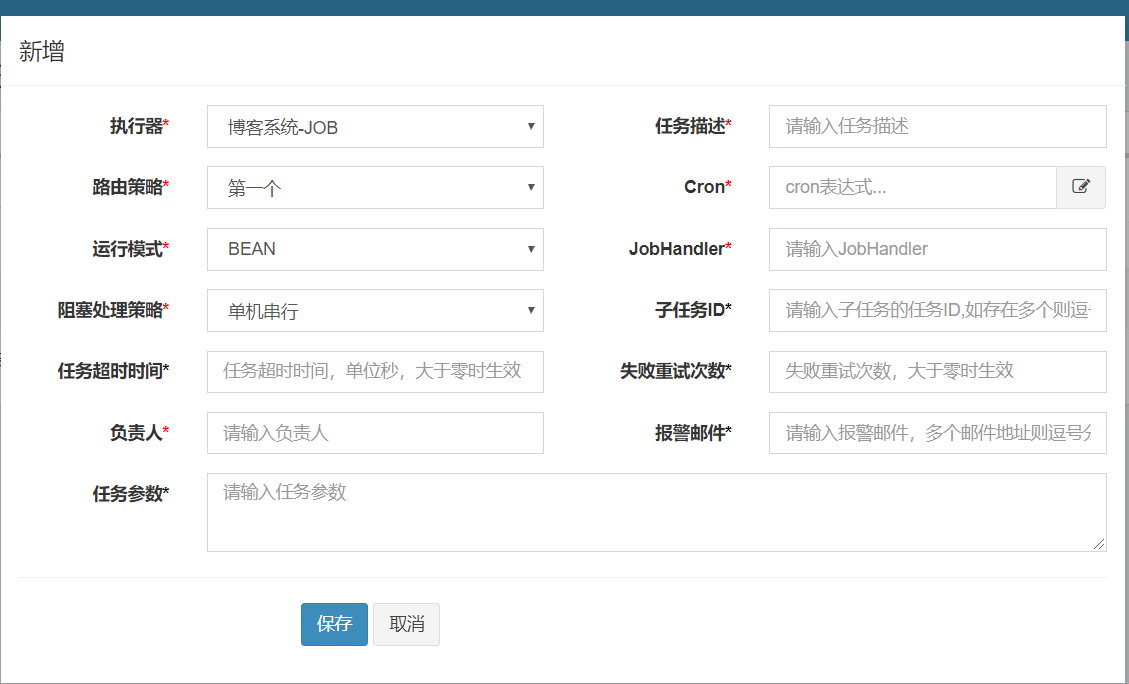 新增
执行器* 博客系统-JOB 任务描述* 请输入任务描述
路由策略* 第一个 Cron* cron表达式...
运行模式* BEAN JobHandler* 请输入JobHandler
阻塞处理策略* 单机串行 子任务ID* 请输入子任务的任务ID,如存在多个则逗
任务超时时间* 任务超时时间，单位秒，大于零时生效 失败重试次数* 失败重试次数，大于零时生效
负责人* 请输入负责人 报警邮件* 请输入报警邮件，多个邮件地址则逗号分
任务参数* 请输入任务参数
保存 取消